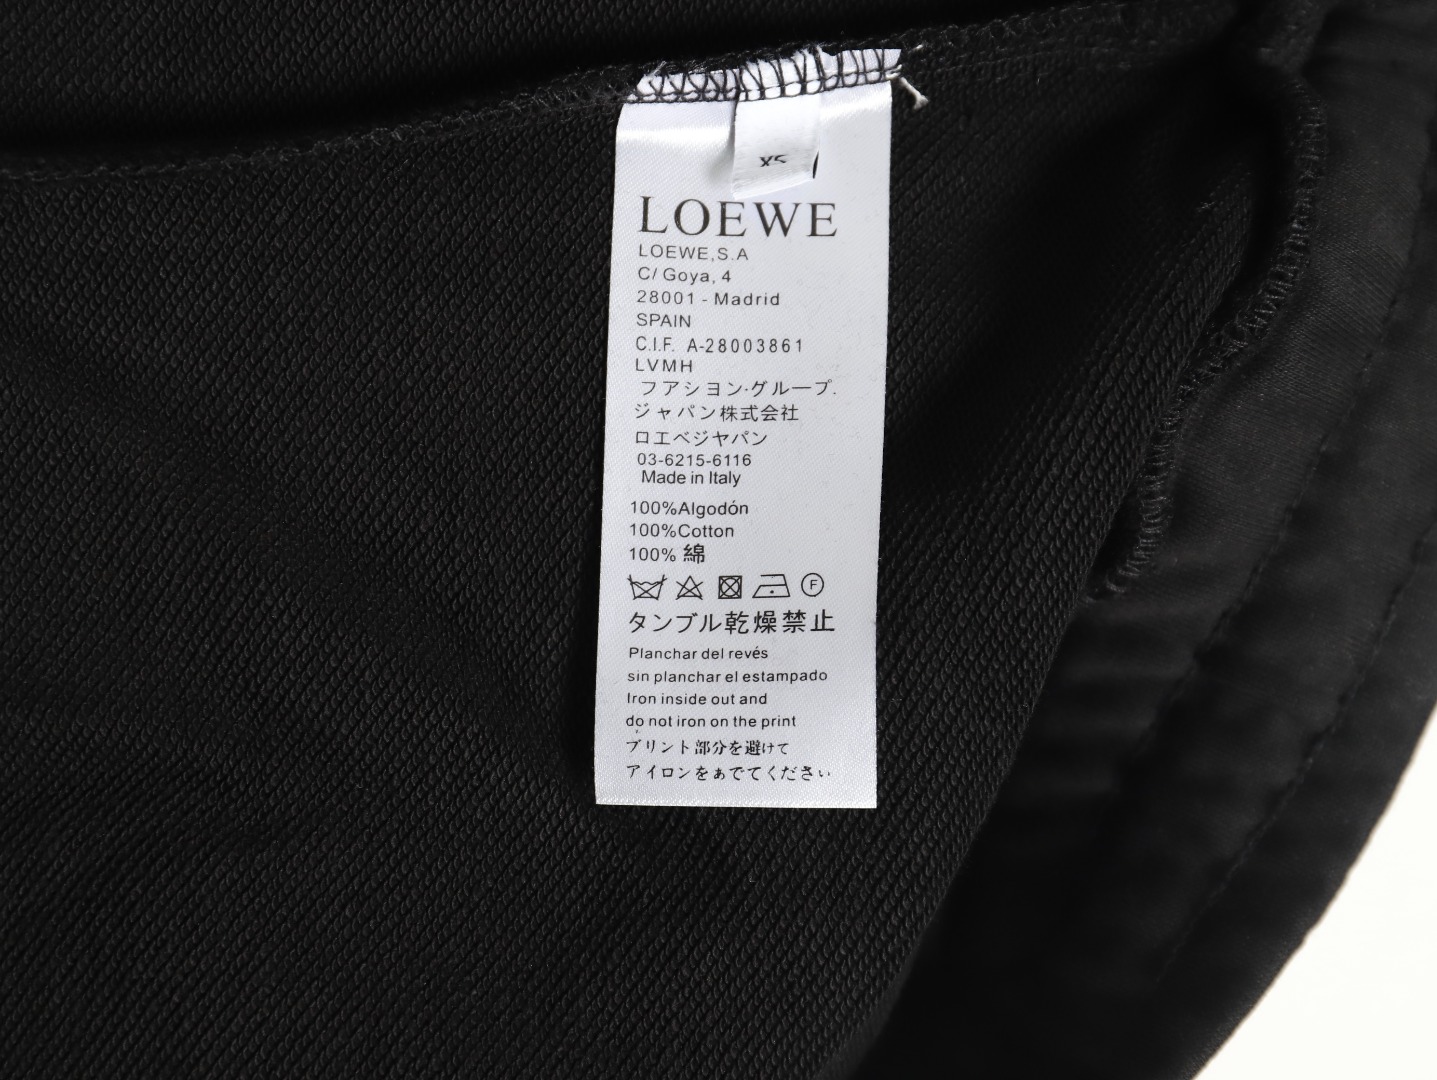 XS
LOEWE
LOEWE,S.A
C/ Goya, 4
28001 - Madrid
SPAIN
C.I.F. A-28003861
LVMH
フアシヨン·グループ.
ジャパン株式会社
ロエベジヤパン
03-6215-6116
Made in Italy
100%Algodón
100%Cotton
100% 綿
F
タンブル乾燥禁止
Planchar del revés
sin planchar el estampado
Iron inside out and
do not iron on the print
プリント部分を避けて
アイロンをぁでてください